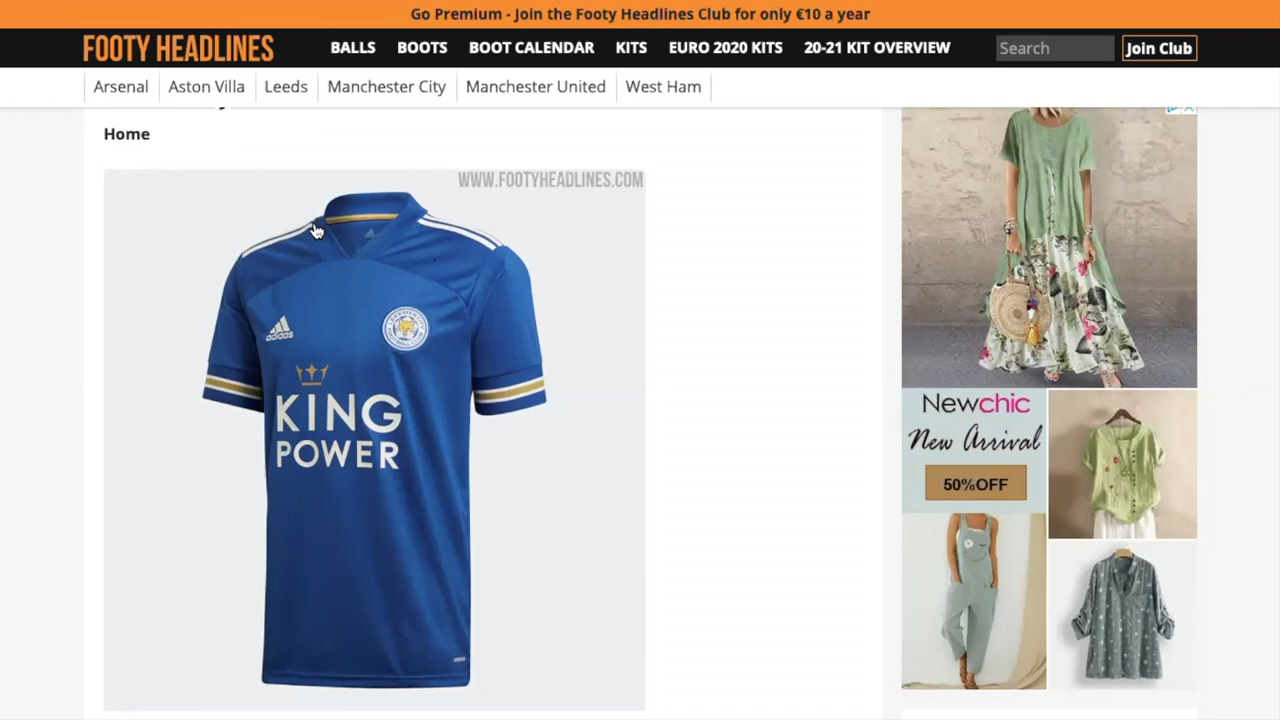 Go Premium - Join the Footy Headlines Club for only €10 a year
FOOTY HEADLINES
BALLS
BOOTS
BOOT CALENDAR
KITS
EURO 2020 KITS
20-21 KIT OVERVIEW
Search
Join Club
Arsenal
Aston Villa
Leeds
Manchester City
Manchester United
West Ham
Home
WWW.FOOTYHEADLINES.COM
adidas
KING
POWER
Newchic
New Arrival
50%OFF